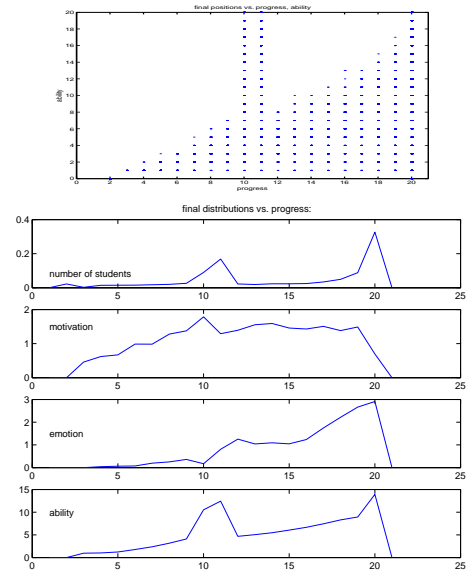 final positions vs. progress, ability
20
18
16
14
12
10
8
6
4
2
0
ability
0 2 4 6 8 10 12 14 16 18 20
progress
final distributions vs. progress:
0.4
0.2
0
number of students
0 5 10 15 20 25
2
1
0
motivation
0 5 10 15 20 25
3
2
1
0
emotion
0 5 10 15 20 25
15
10
5
0
ability
0 5 10 15 20 25